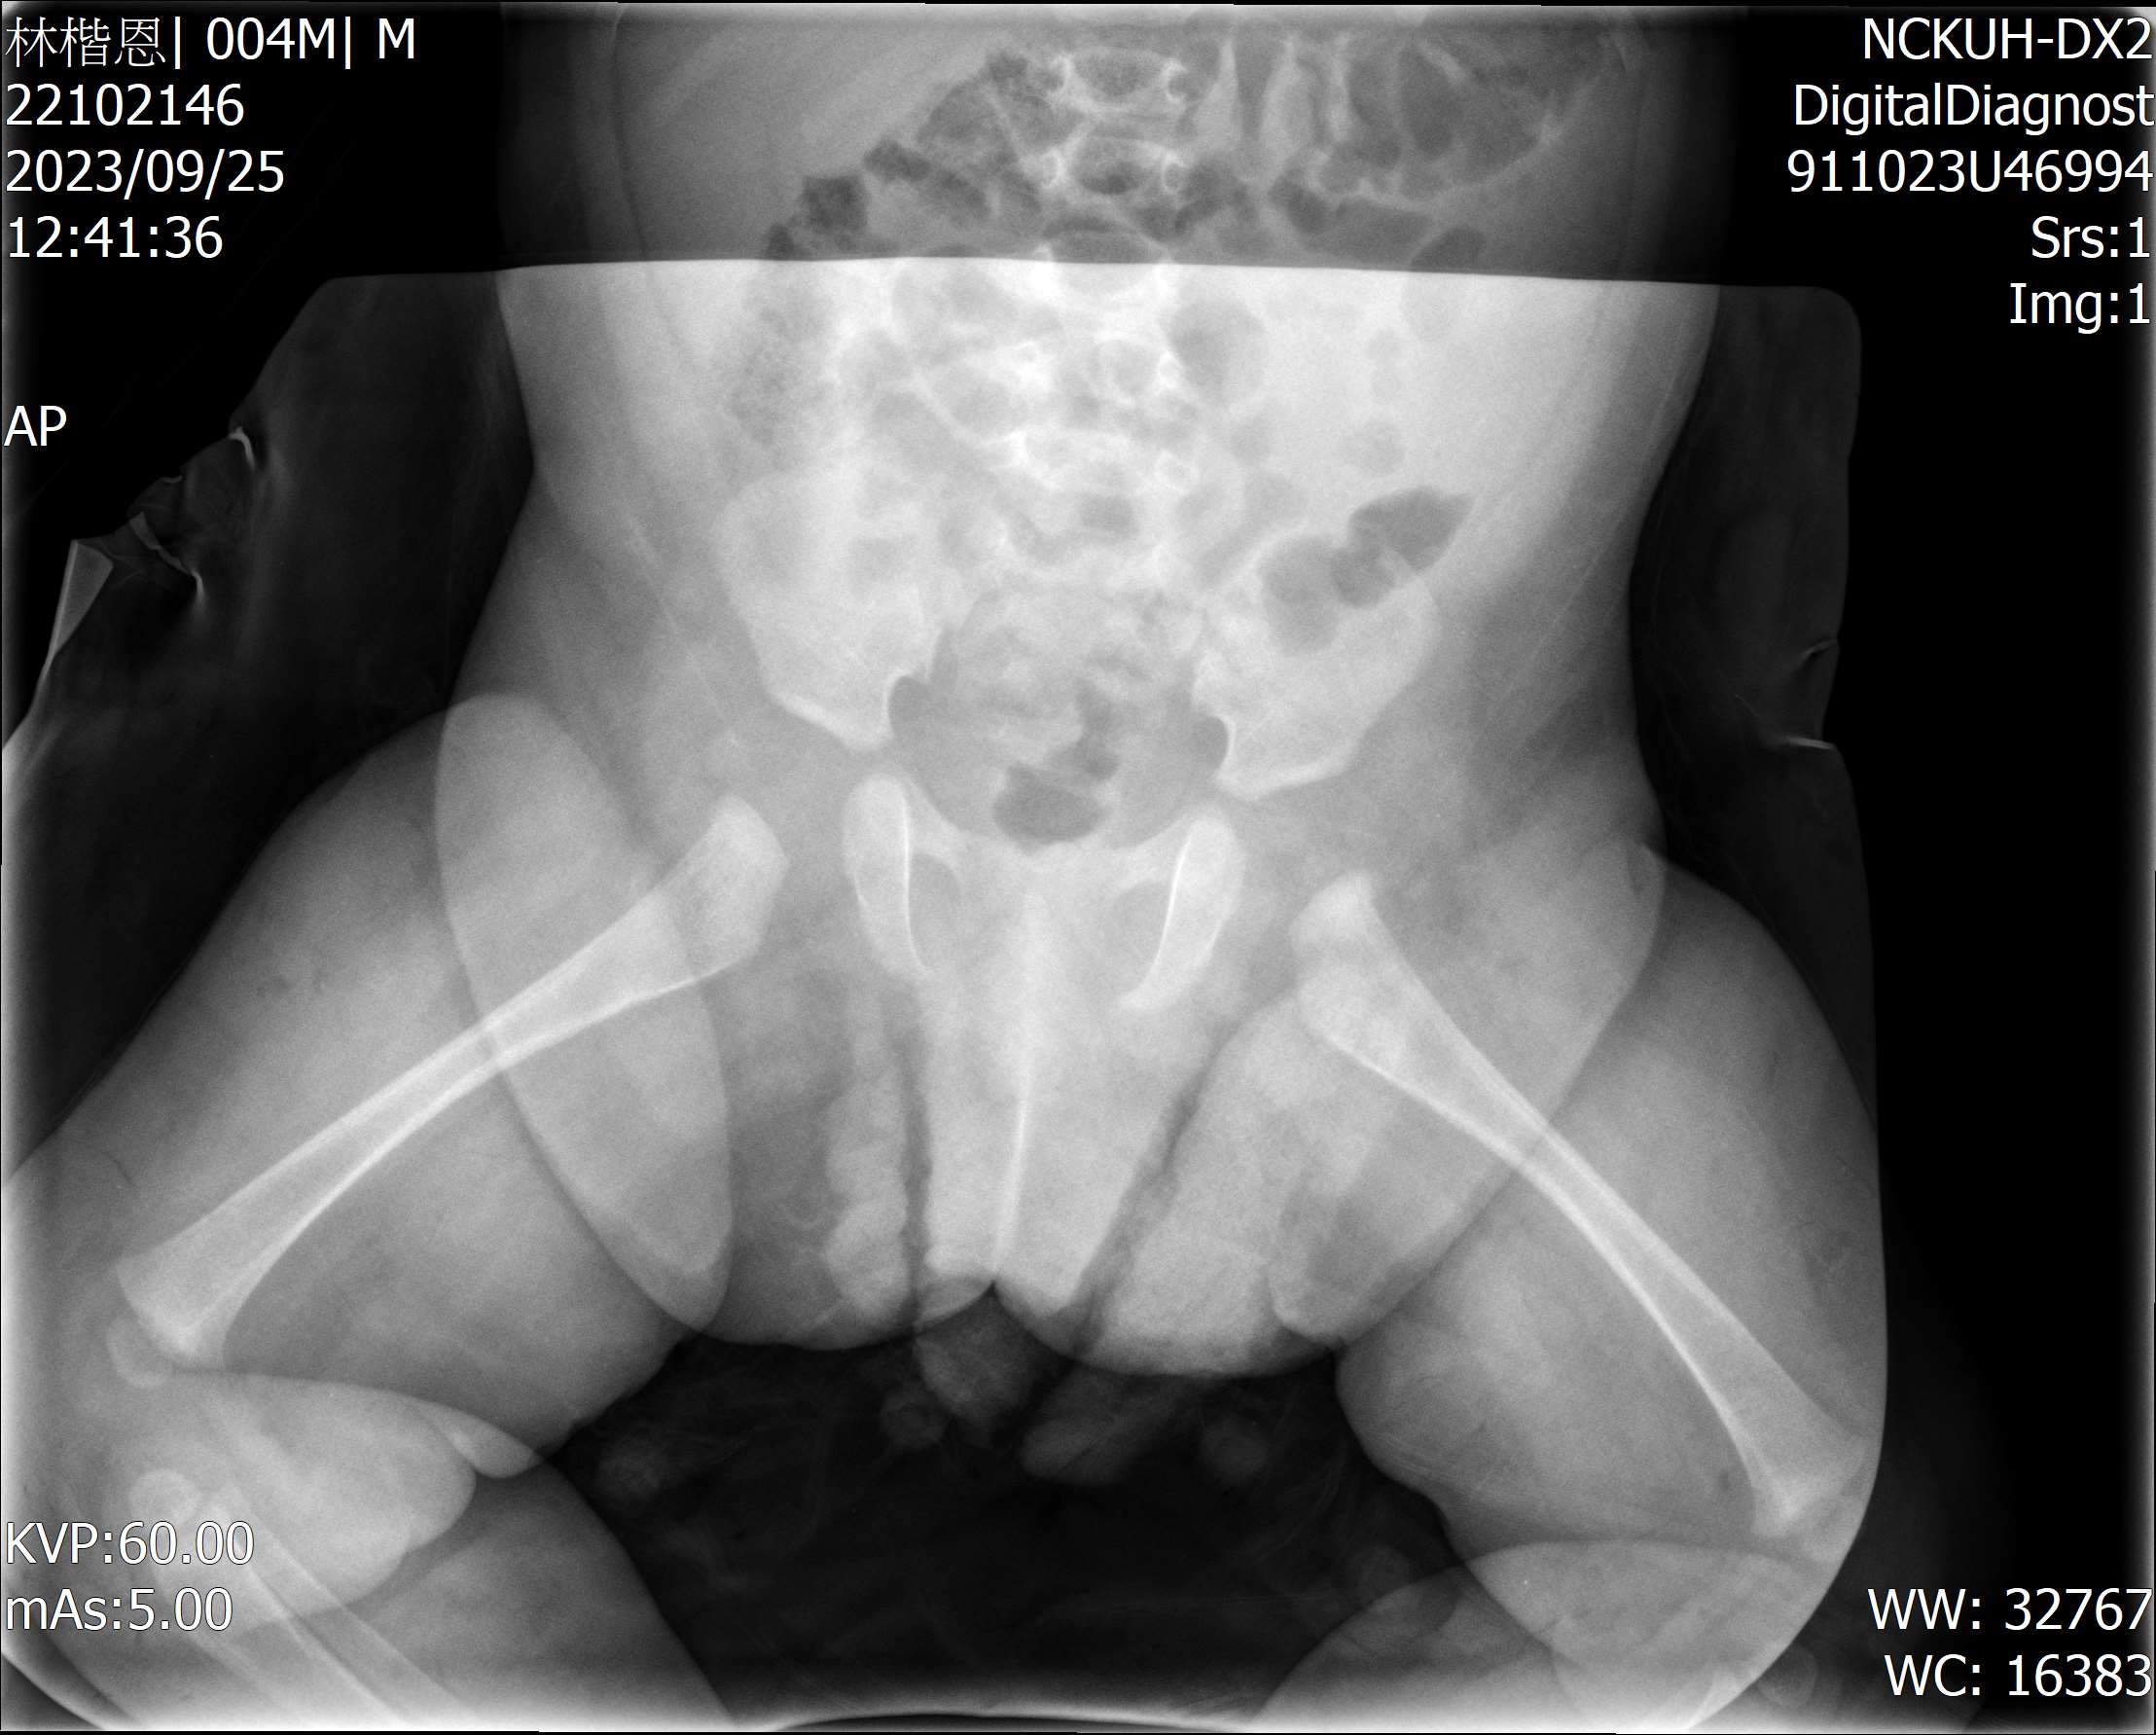 林楷恩| 004M| M
22102146
2023/09/25
12:41:36
AP
NCKUH-DX2
DigitalDiagnost
911023U46994
Srs:1
Img:1
KVP:60.00
mAs:5.00
WW: 32767
WC: 16383